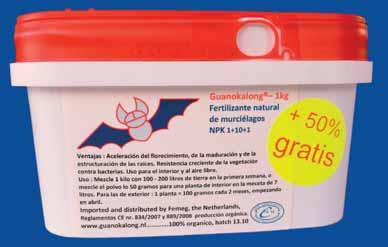 Guanokalong®– 1kg
Fertilizante natural
de murciélagos
NPK 1+10+1
+ 50%
gratis
Ventajas : Aceleración del florecimiento, de la maduración y de la
estructuración de las raices. Resistencia creciente de la vegetación
contra bacterias. Uso para el interior y al aire libre.
Uso : Mezcle 1 kilo con 100 - 200 litros de tierra en la primera semana, o
mezcle el polvo lo 50 gramos para una planta de interior en la mezcla de 7
litros. Para las de exterior : 1 planta = 100 gramos cada 2 meses, empezando
en abril.
Imported and distributed by Femeg, the Netherlands,
Reglamentos CE nr. 834/2007 y 889/2008 producción orgánica.
www.guanokalong.nl..........100% organico, batch 13.10